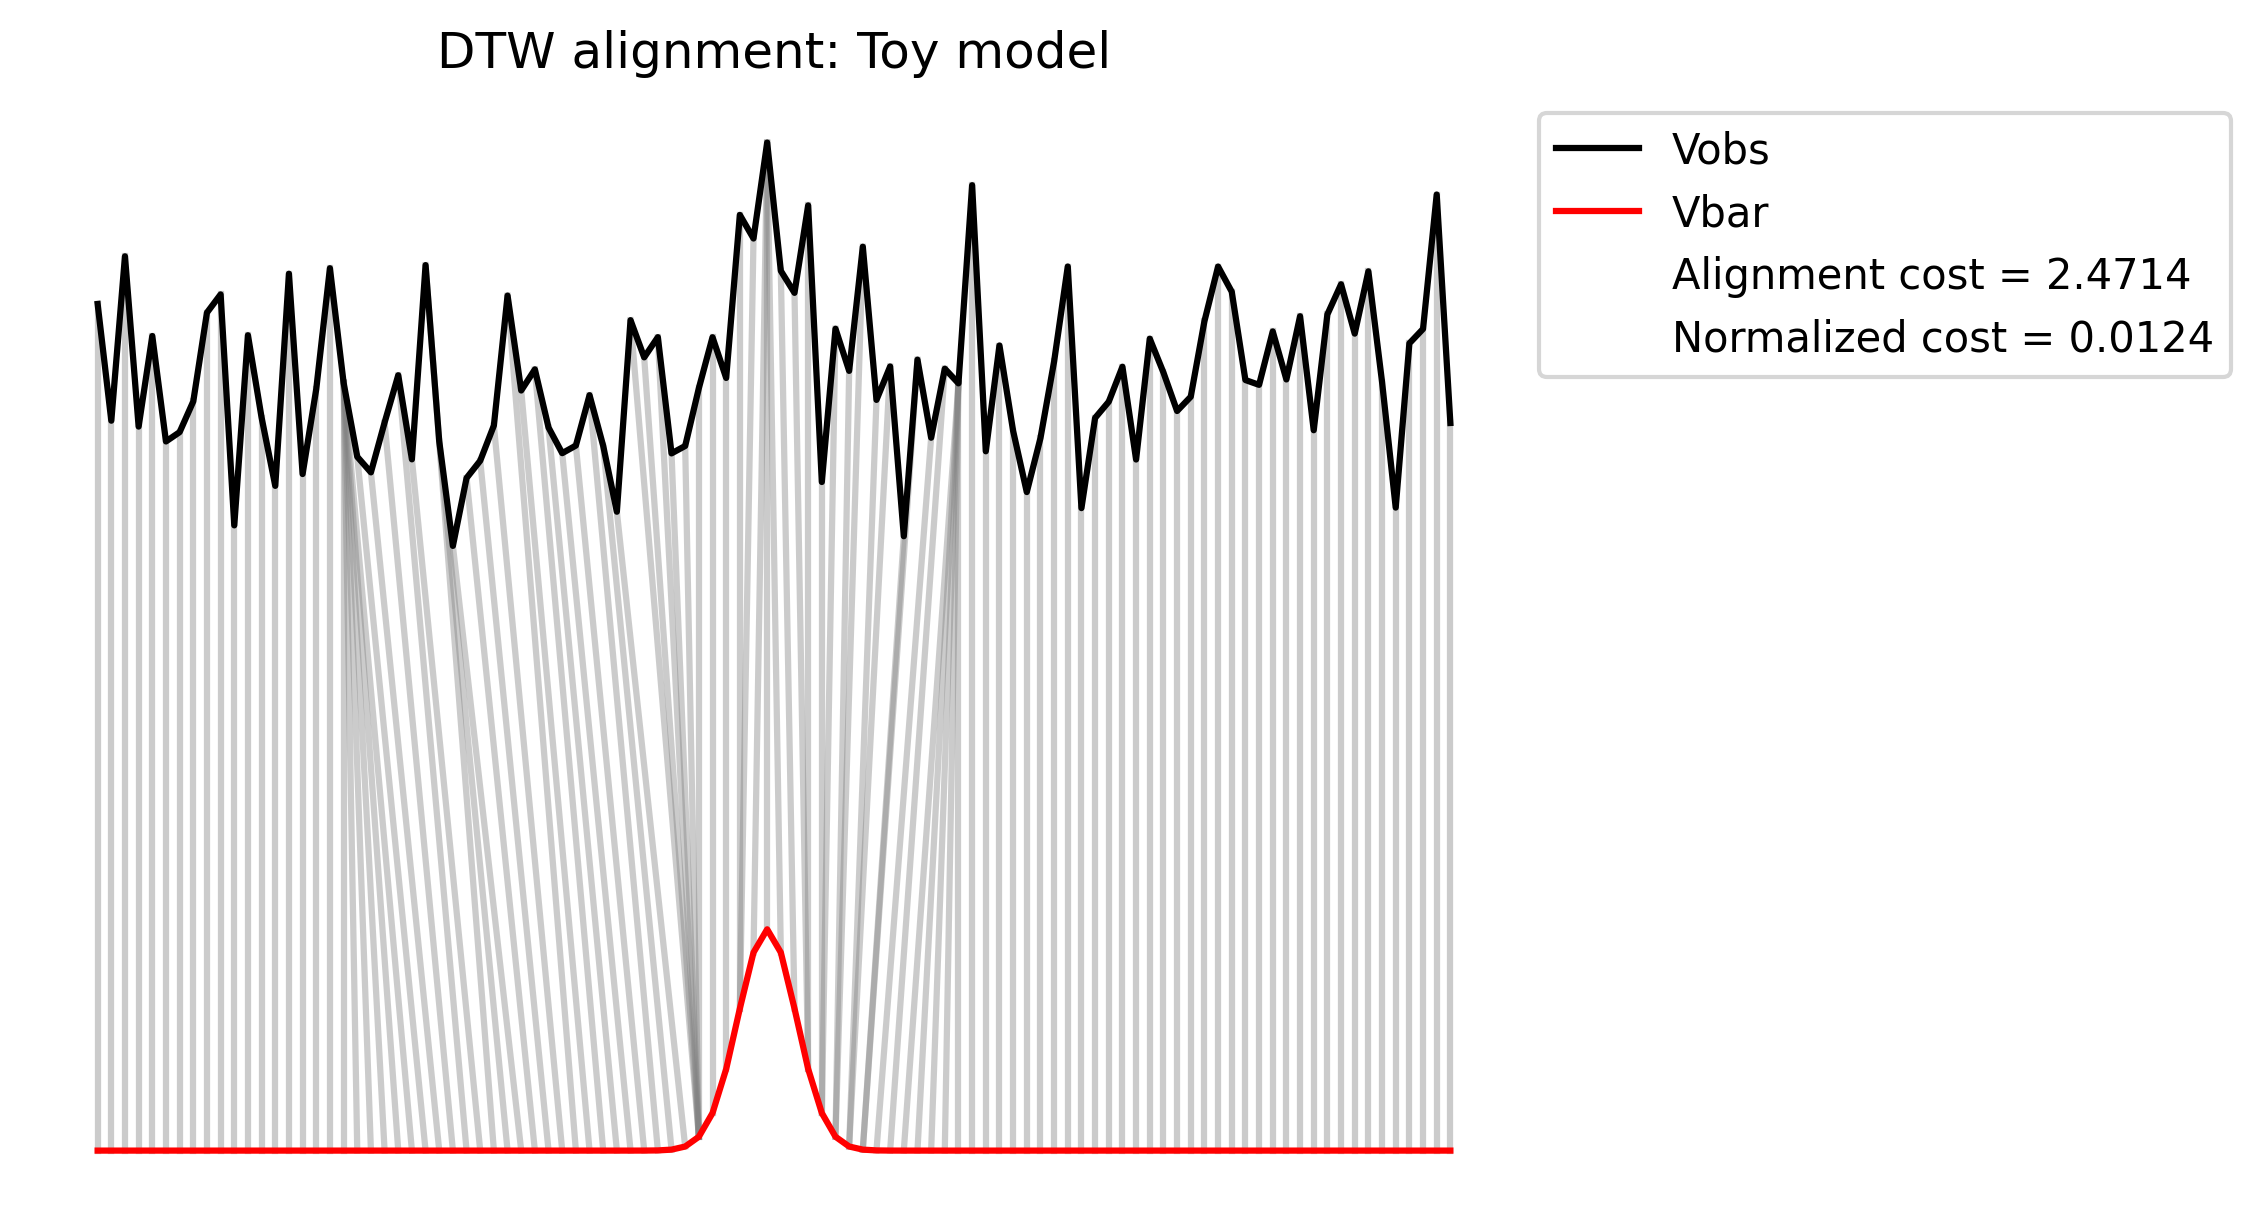 DTW alignment: Toy model
Vobs
Vbar
Alignment cost = 2.4714
Normalized cost = 0.0124